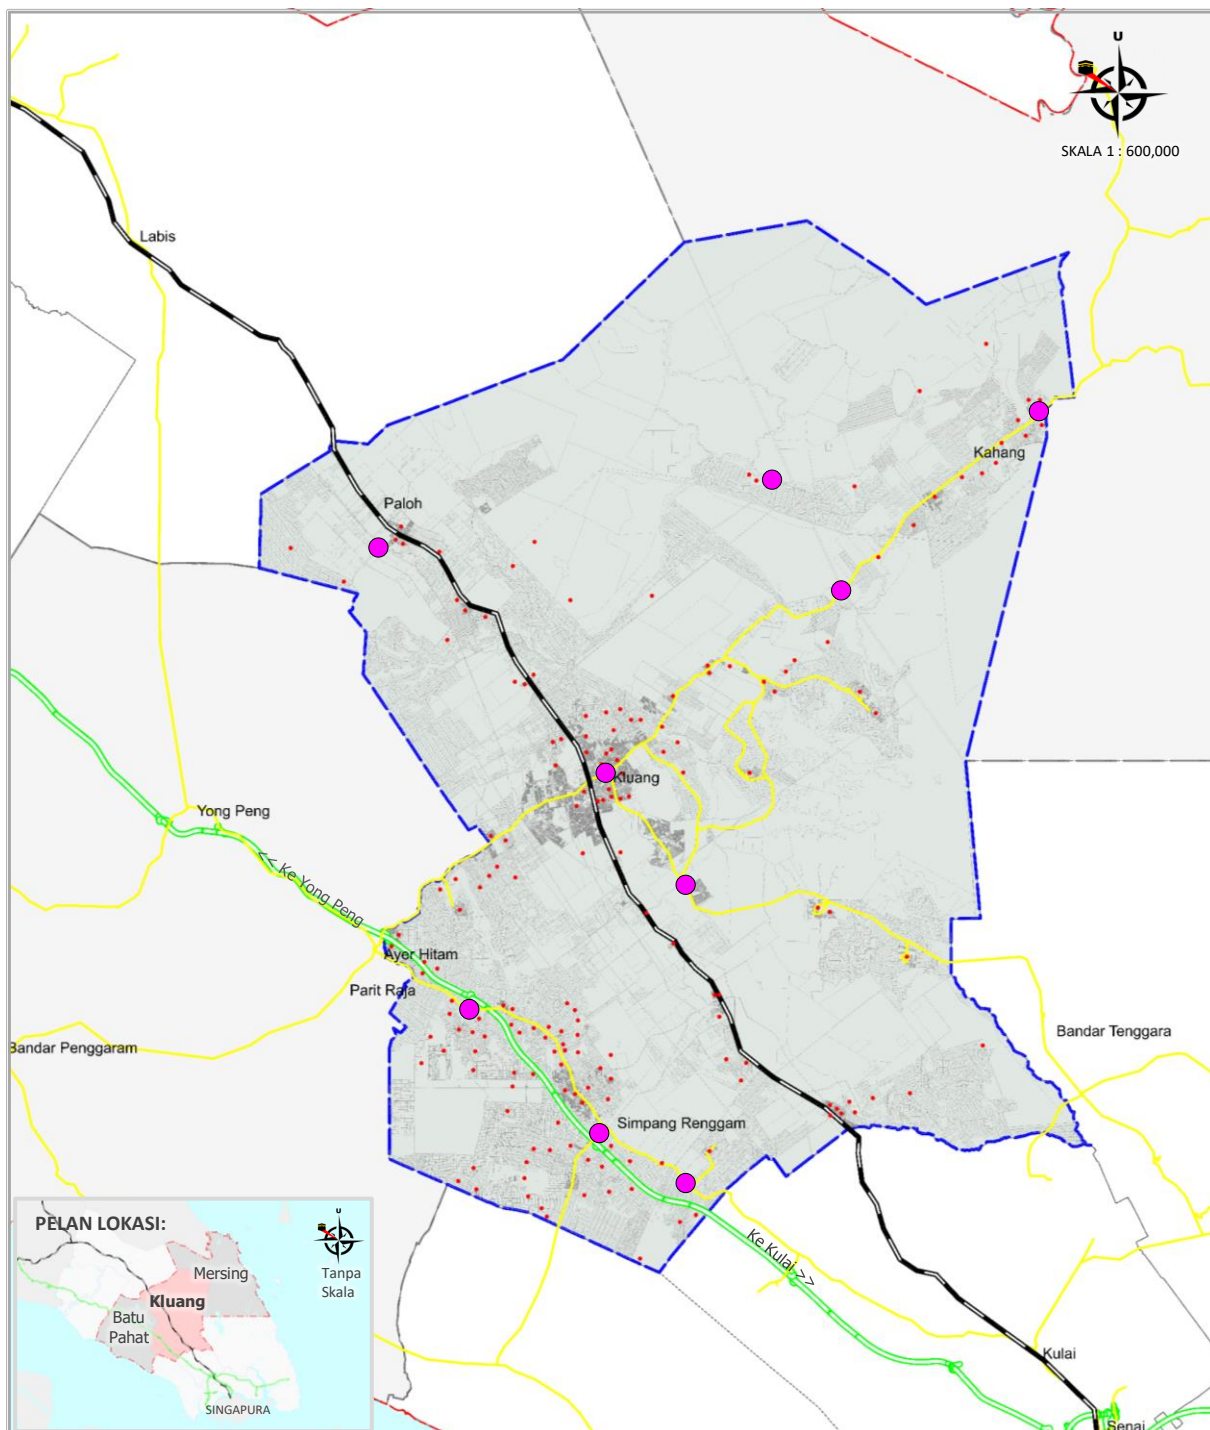 U
SKALA 1 : 600,000
Labis
Kahang
Paloh
Kluang
Yong Peng
<< Ke Yong Peng
Ayer Hitam
Parit Raja
Bandar Penggaram
Bandar Tenggara
Simpang Renggam
Ke Kulai >>
Kulai
Senai
PELAN LOKASI:
U
Tanpa
Skala
Mersing
Kluang
Batu
Pahat
SINGAPURA